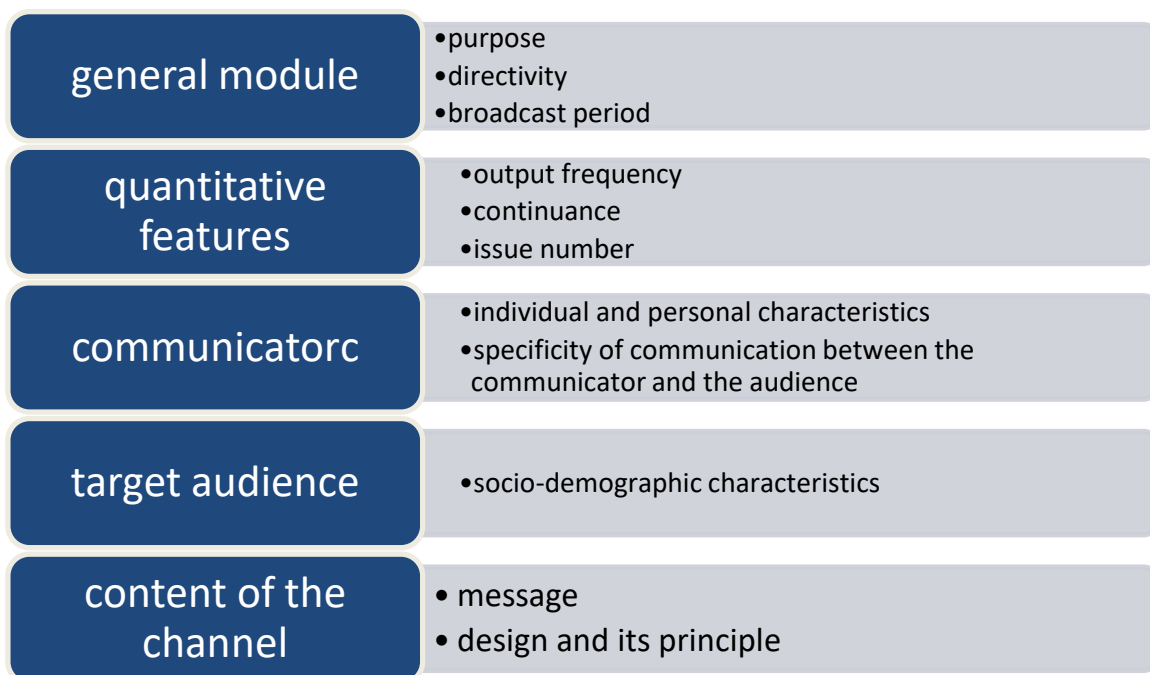 general module
•purpose
•directivity
•broadcast period
quantitative
features
•output frequency
•continuance
•issue number
communicatorc
•individual and personal characteristics
•specificity of communication between the
communicator and the audience
target audience
•socio-demographic characteristics
content of the
channel
• message
• design and its principle